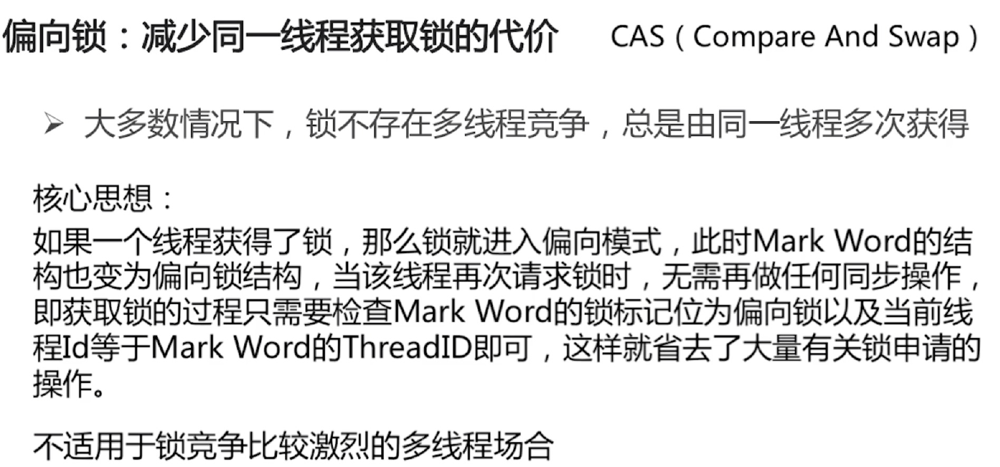 偏向锁：减少同一线程获取锁的代价 CAS（Compare And Swap）
大多数情况下，锁不存在多线程竞争，总是由同一线程多次获得
核心思想：
如果一个线程获得了锁，那么锁就进入偏向模式，此时Mark Word的结
构也变为偏向锁结构，当该线程再次请求锁时，无需再做任何同步操作，
即获取锁的过程只需要检查Mark Word的锁标记位为偏向锁以及当前线
程Id等于Mark Word的ThreadID即可，这样就省去了大量有关锁申请的
操作。
不适用于锁竞争比较激烈的多线程场合